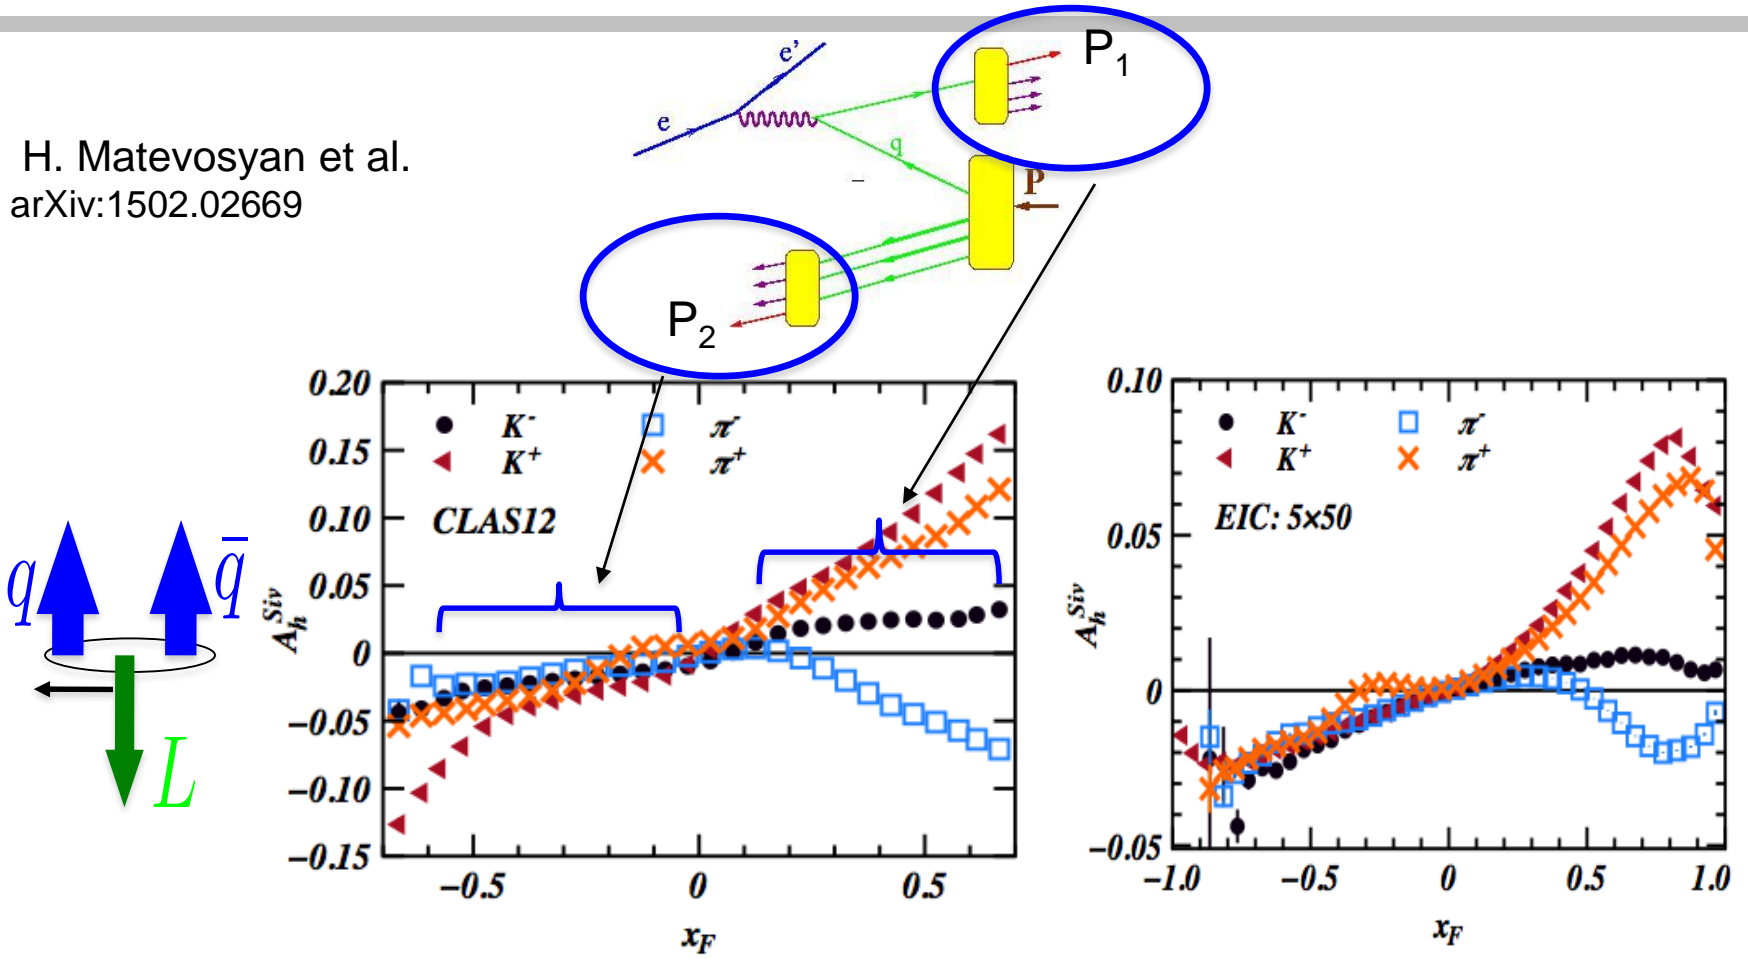 e'
P₁
e
q
H. Matevosyan et al.
arXiv:1502.02669
–
P
P₂
0.20
0.15
0.10
0.05
0
−0.05
−0.10
−0.15
K⁻ π⁻
K⁺ π⁺
CLAS12
A_h^{Siv}
−0.5 0 0.5
x_F
0.10
0.05
0
−0.05
K⁻ π⁻
K⁺ π⁺
EIC: 5×50
A_h^{Siv}
−1.0 −0.5 0 0.5 1.0
x_F
q q̄
L